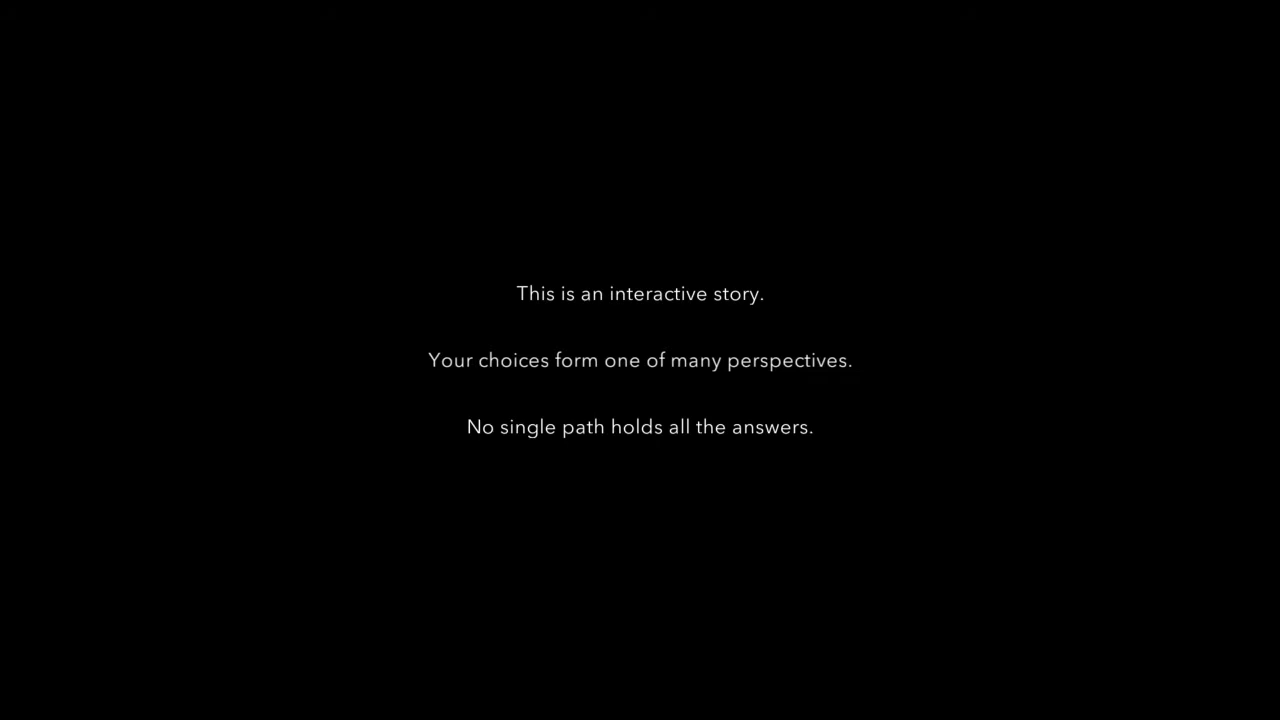 This is an interactive story.
Your choices form one of many perspectives.
No single path holds all the answers.